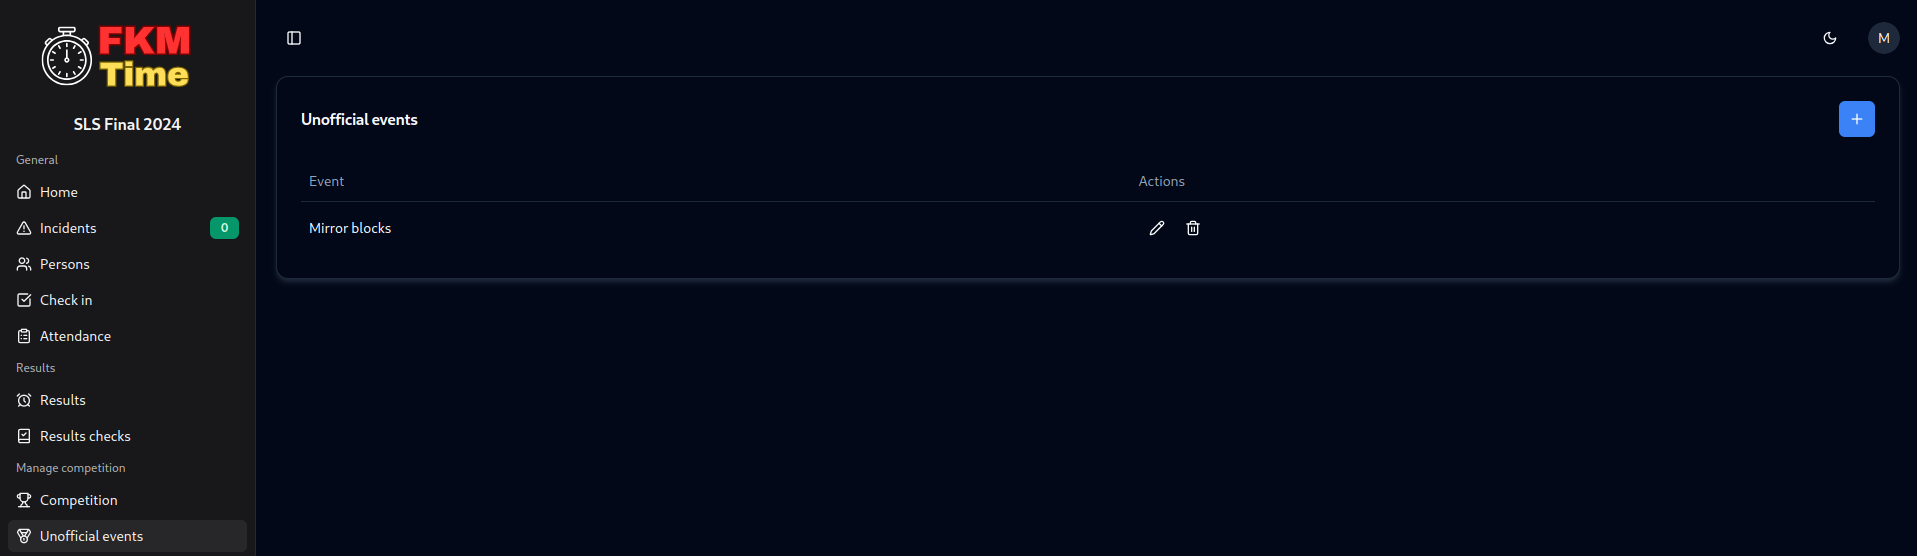 FKM
Time
SLS Final 2024
General
Home
Incidents 0
Persons
Check in
Attendance
Results
Results
Results checks
Manage competition
Competition
Unofficial events
M
Unofficial events
Event Actions
Mirror blocks